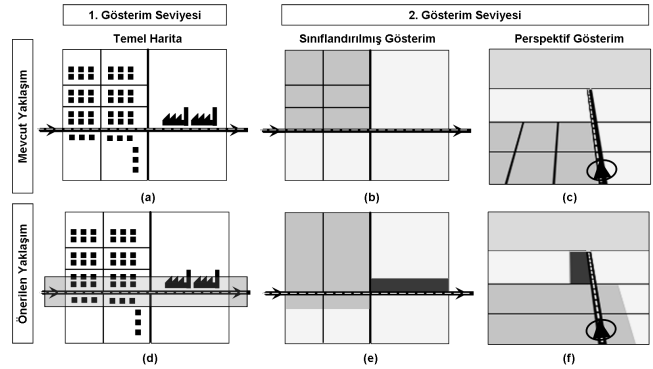 1. Gösterim Seviyesi
2. Gösterim Seviyesi
Temel Harita
Sınıflandırılmış Gösterim
Perspektif Gösterim
Mevcut Yaklaşım
(a)
(b)
(c)
Önerilen Yaklaşım
(d)
(e)
(f)